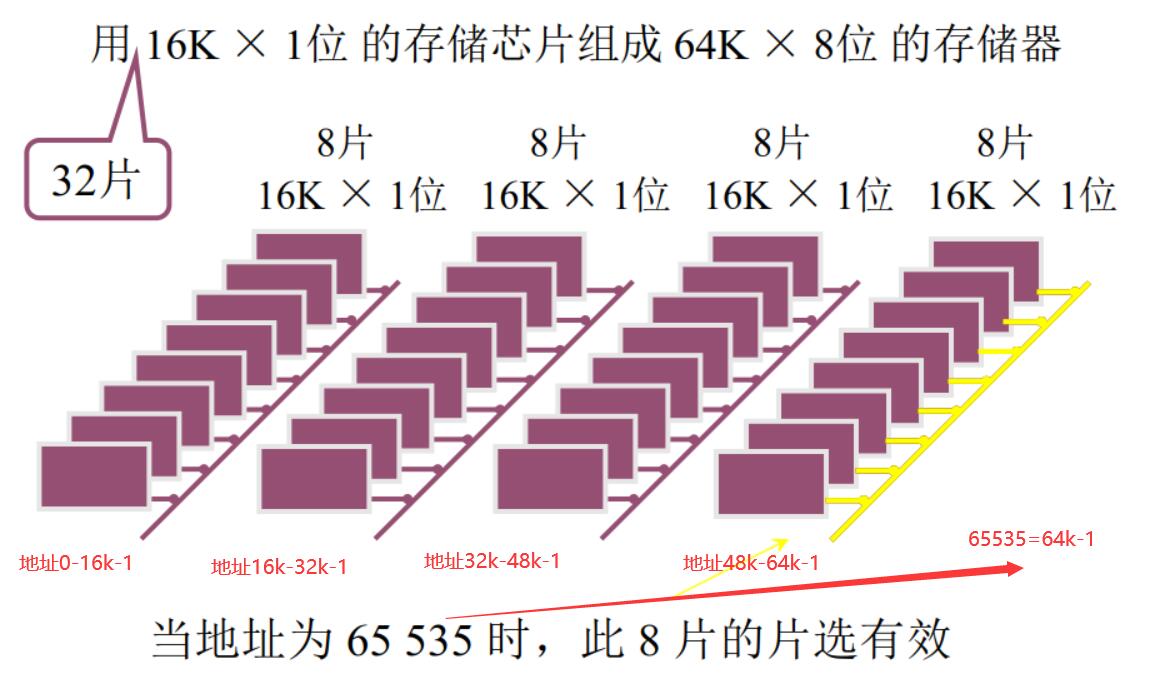 用 16K × 1位 的存储芯片组成 64K × 8位 的存储器
32片
8片
16K × 1位
8片
16K × 1位
8片
16K × 1位
8片
16K × 1位
地址0-16k-1
地址16k-32k-1
地址32k-48k-1
地址48k-64k-1
65535=64k-1
当地址为 65 535 时，此 8 片的片选有效